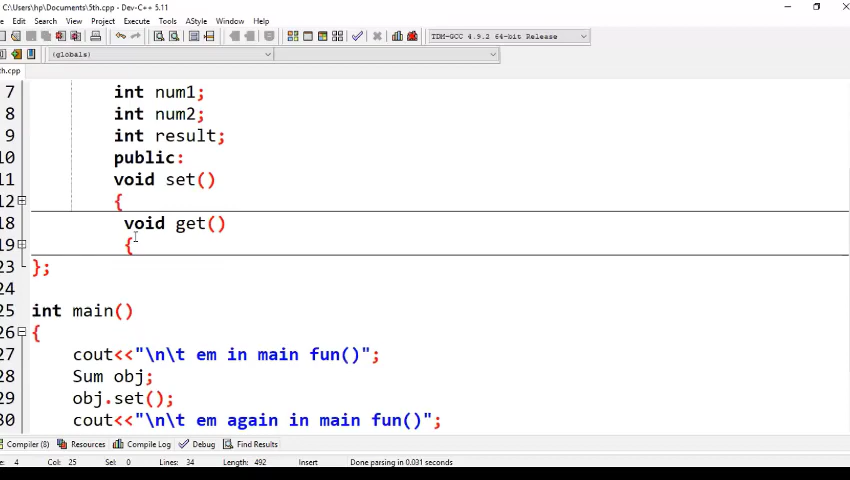 C:\Users\hp\Documents\5th.cpp - Dev-C++ 5.11
Edit Search View Project Execute Tools AStyle Window Help
TDM-GCC 4.9.2 64-bit Release
(globals)
th.cpp
7 int num1;
8 int num2;
9 int result;
10 public:
11 void set()
12 {
18 void get()
19 {
23 };
24
25 int main()
26 {
27 cout<<"\n\t em in main fun()";
28 Sum obj;
29 obj.set();
30 cout<<"\n\t em again in main fun()";
Compiler (8) Resources Compile Log Debug Find Results
e: 4 Col: 25 Sel: 0 Lines: 34 Length: 492 Insert Done parsing in 0.031 seconds